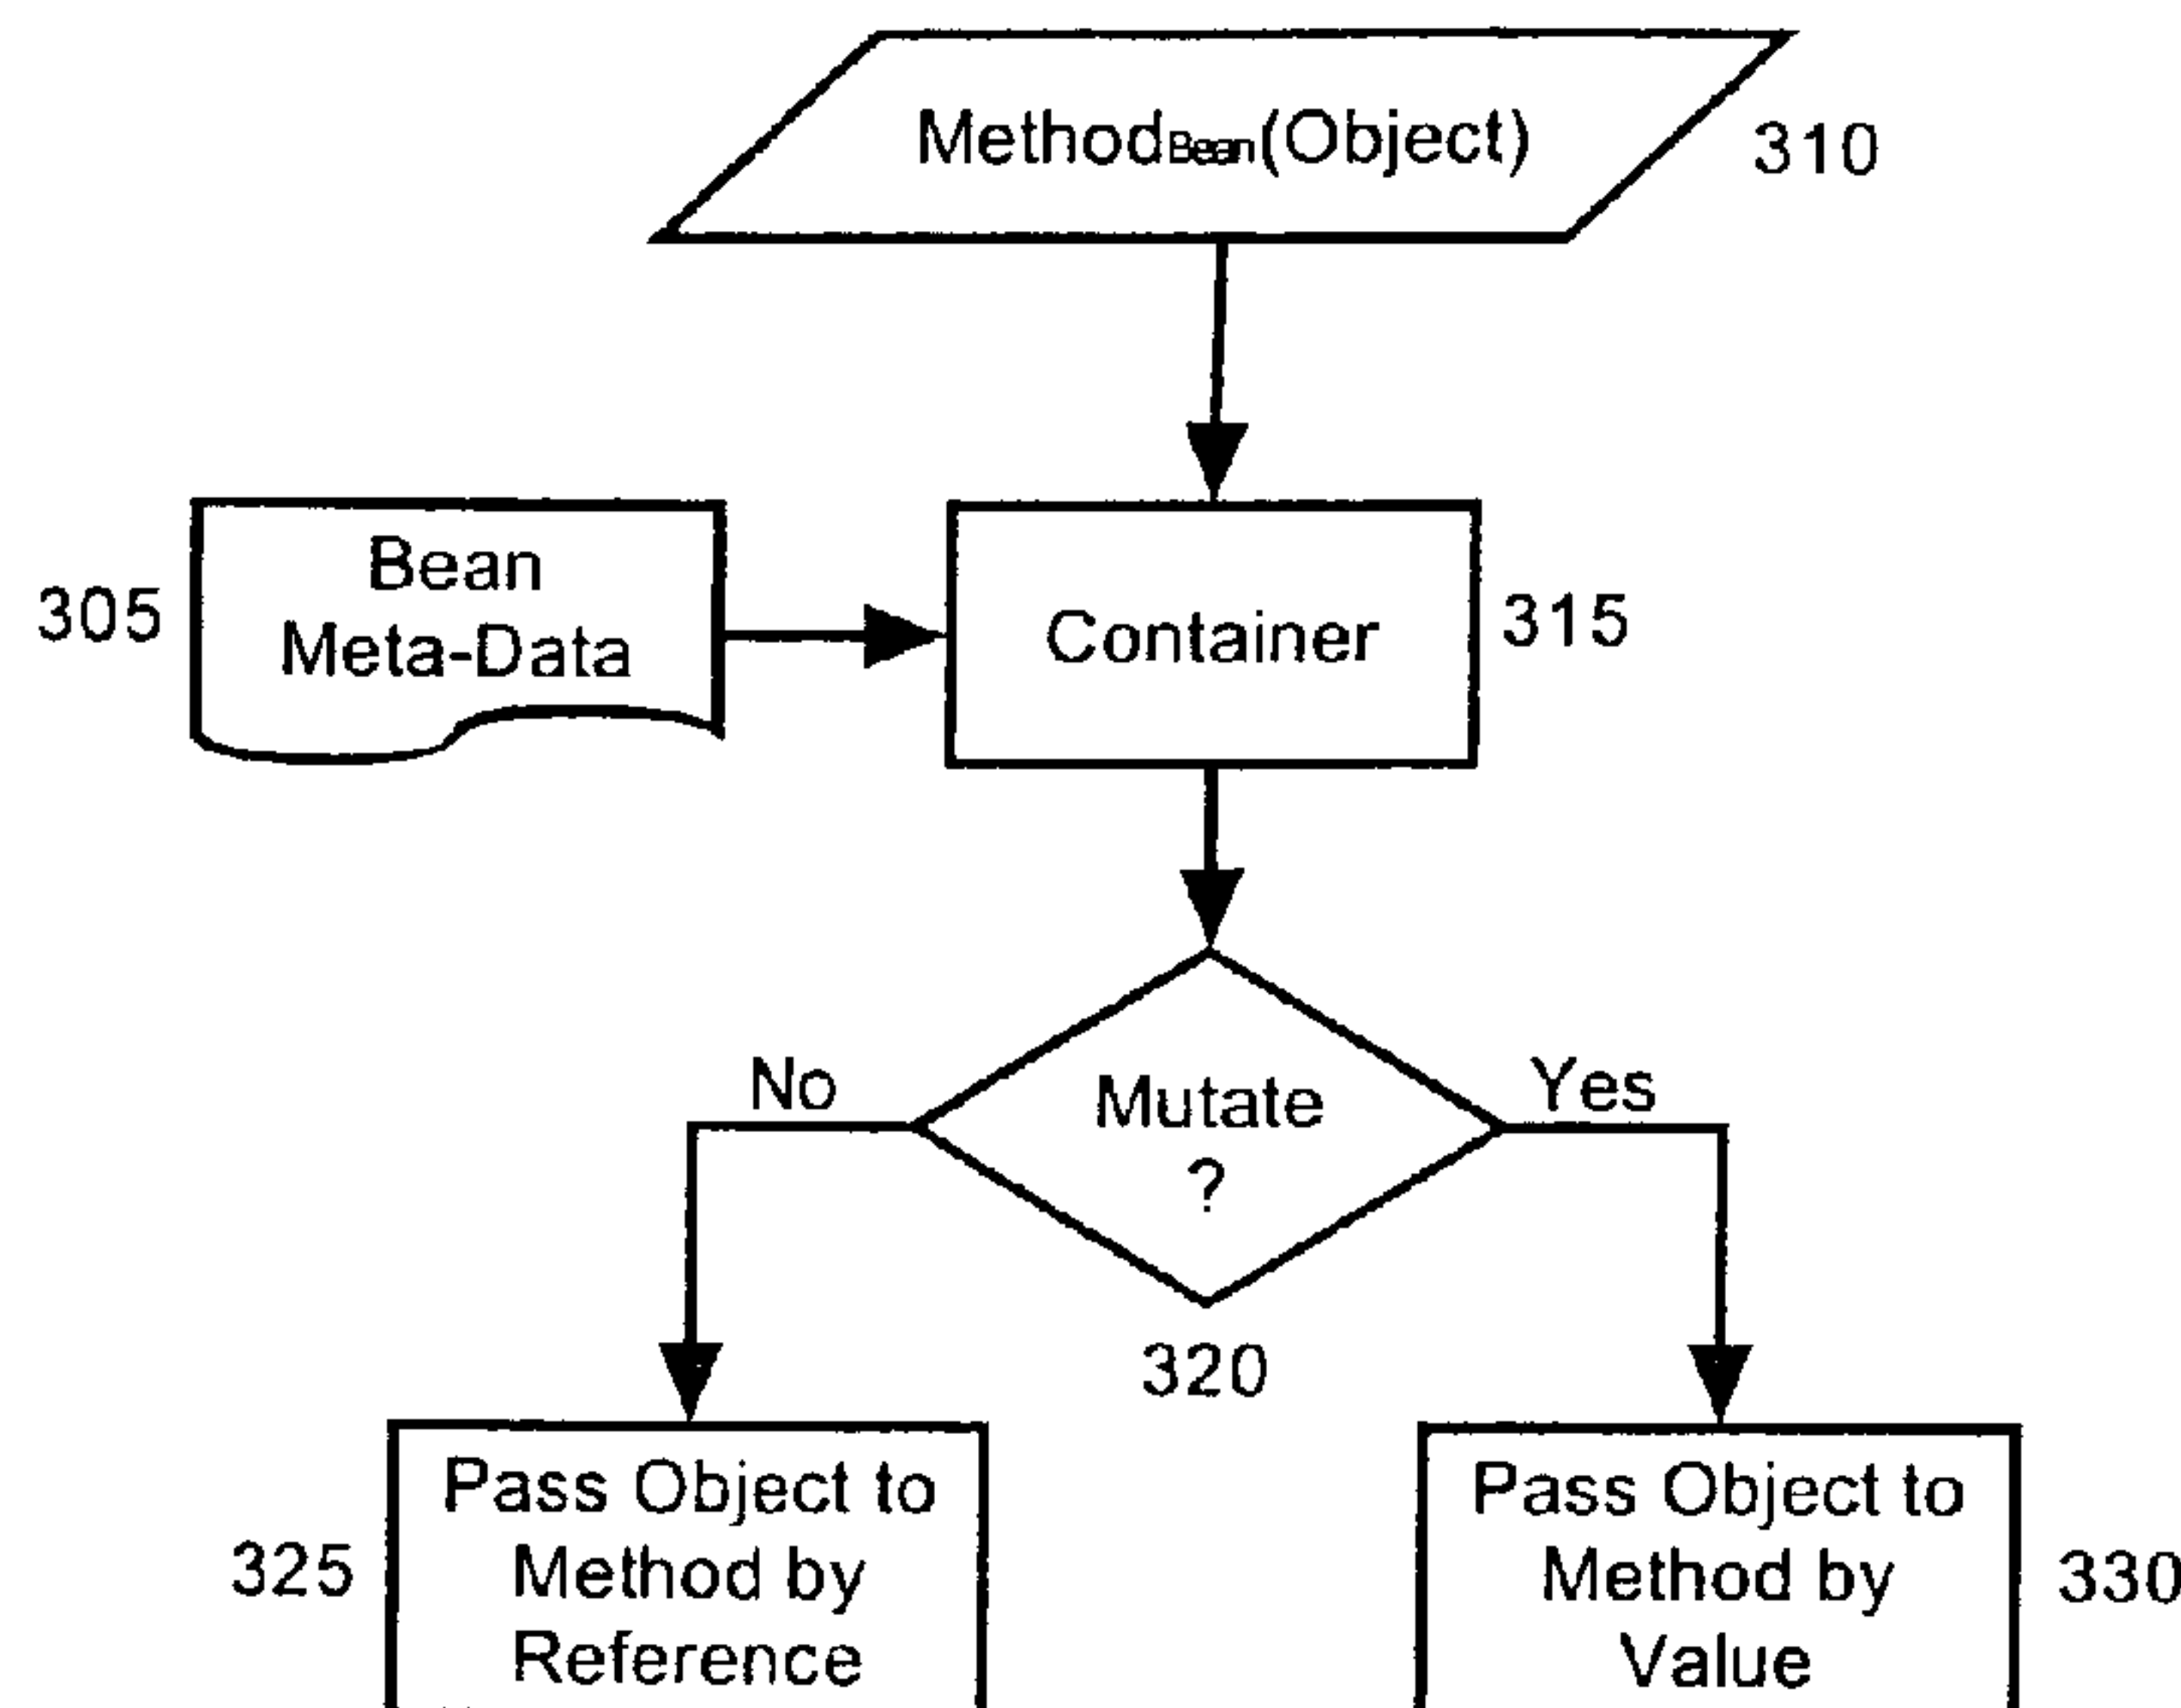 MethodBean(Object)
310
Bean
Meta-Data
305
Container
315
No
Yes
Mutate
?
320
Pass Object to
Method by
Reference
325
Pass Object to
Method by
Value
330